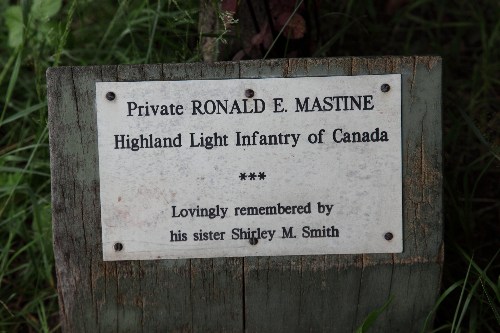 Private RONALD E. MASTINE
Highland Light Infantry of Canada
***
Lovingly remembered by
his sister Shirley M. Smith